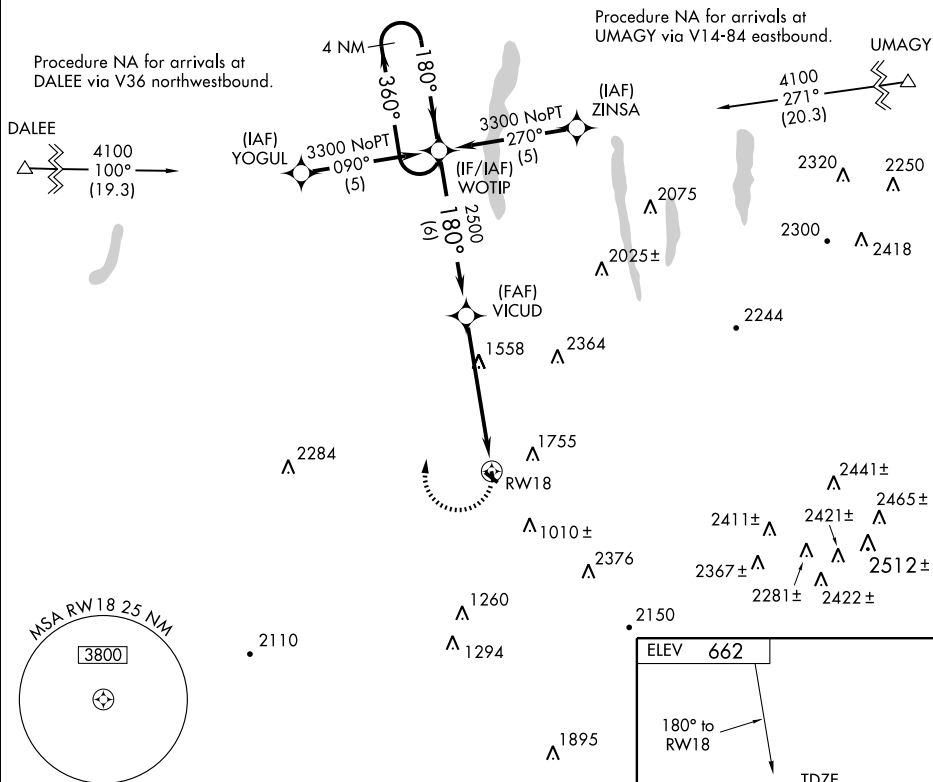 Procedure NA for arrivals at
UMAGY via V14-84 eastbound.
Procedure NA for arrivals at
DALEE via V36 northwestbound.
4 NM
180°
360°
UMAGY
4100
271°
(20.3)
(IAF)
ZINSA
3300 NoPT
270°
(5)
DALEE
4100
100°
(19.3)
(IAF)
YOGUL
3300 NoPT
090°
(5)
(IF/IAF)
WOTIP
2500
180°
(6)
2320
2250
2075
2300
2418
2025±
(FAF)
VICUD
2244
1558
2364
2284
1755
RW18
2441±
2465±
2411±
2421±
1010±
2376
2367±
2512±
2281±
2422±
1260
1294
2150
2110
MSA RW18 25 NM
3800
ELEV 662
180° to
RW18
1895
TDZE